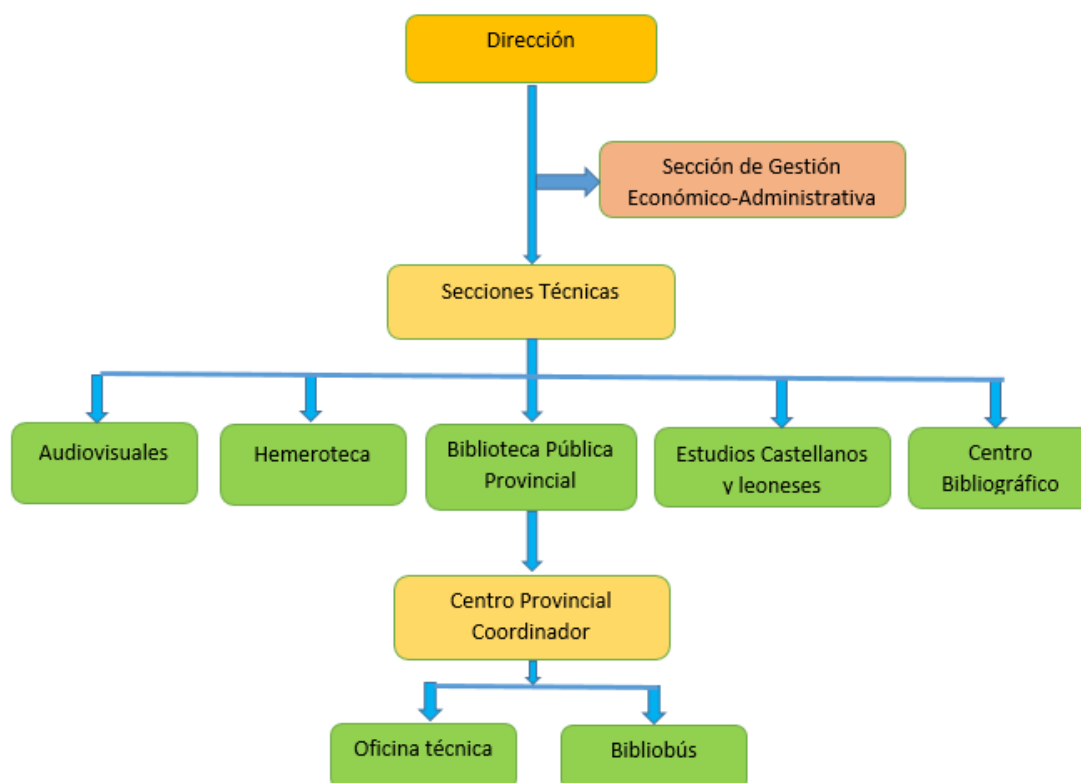 Dirección
Sección de Gestión
Económico-Administrativa
Secciones Técnicas
Audiovisuales
Hemeroteca
Biblioteca Pública
Provincial
Estudios Castellanos
y leoneses
Centro
Bibliográfico
Centro Provincial
Coordinador
Oficina técnica
Bibliobús